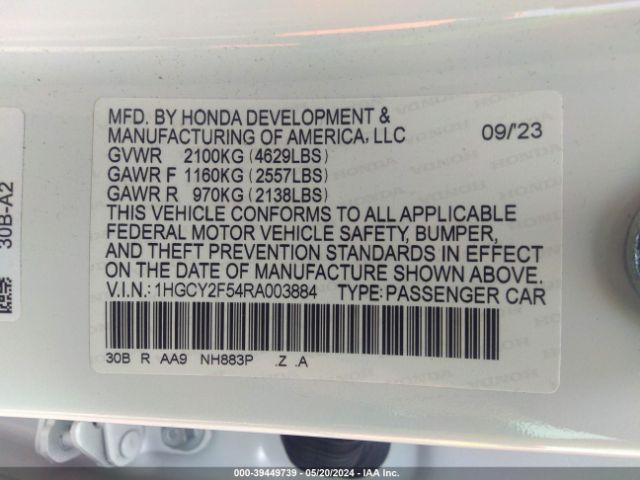 30B-A2
MFD. BY HONDA DEVELOPMENT &
MANUFACTURING OF AMERICA, LLC 09/'23
GVWR 2100KG (4629LBS)
GAWR F 1160KG (2557LBS)
GAWR R 970KG (2138LBS)
THIS VEHICLE CONFORMS TO ALL APPLICABLE
FEDERAL MOTOR VEHICLE SAFETY, BUMPER,
AND THEFT PREVENTION STANDARDS IN EFFECT
ON THE DATE OF MANUFACTURE SHOWN ABOVE.
V.I.N.: 1HGCY2F54RA003884 TYPE: PASSENGER CAR
30B R AA9 NH883P .Z .A
000-39449739 - 05/20/2024 - IAA Inc.